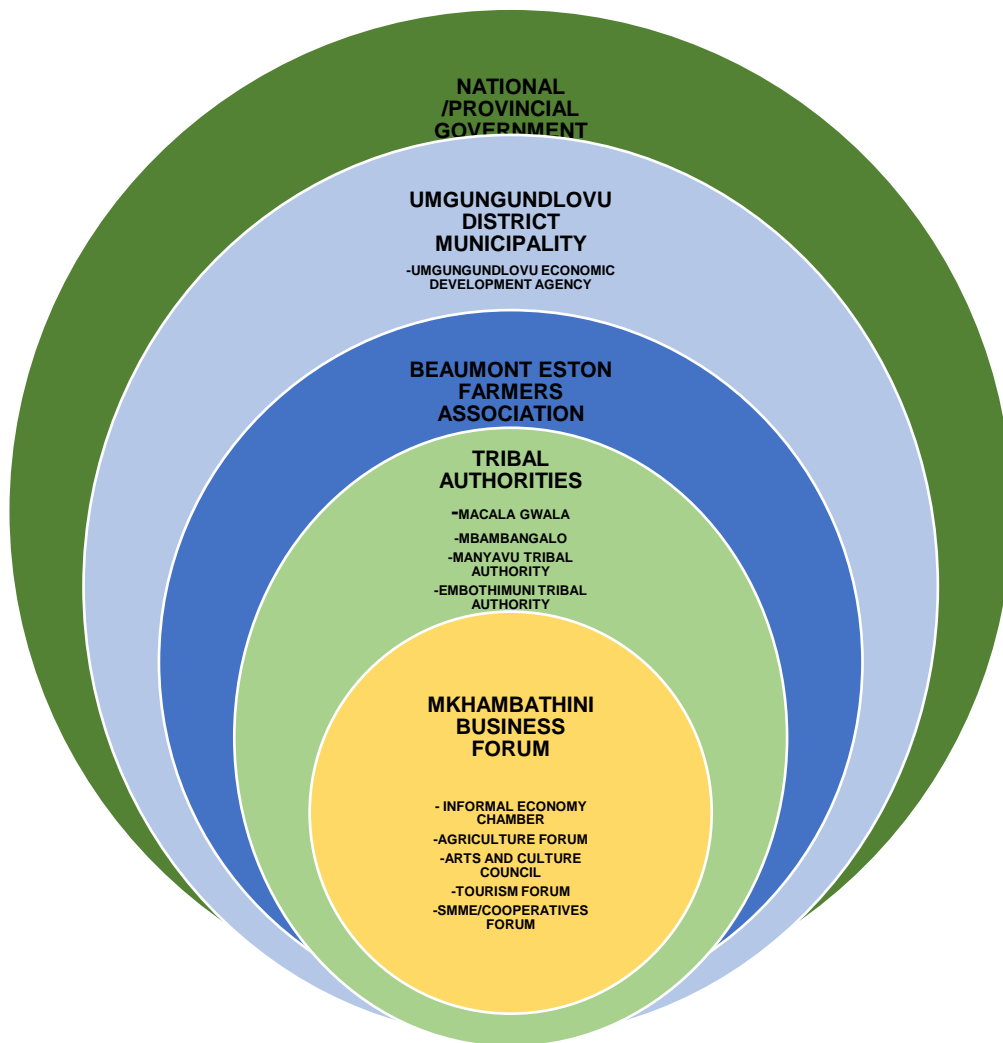 NATIONAL
/PROVINCIAL
GOVERNMENT
UMGUNGUNDLOVU
DISTRICT
MUNICIPALITY
-UMGUNGUNDLOVU ECONOMIC
DEVELOPMENT AGENCY
BEAUMONT ESTON
FARMERS
ASSOCIATION
TRIBAL
AUTHORITIES
-MACALA GWALA
-MBAMBANGALO
-MANYAVU TRIBAL
AUTHORITY
-EMBOTHIMUNI TRIBAL
AUTHORITY
MKHAMBATHINI
BUSINESS
FORUM
- INFORMAL ECONOMY
CHAMBER
-AGRICULTURE FORUM
-ARTS AND CULTURE
COUNCIL
-TOURISM FORUM
-SMME/COOPERATIVES
FORUM